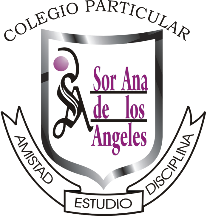 COLEGIO PARTICULAR
Sor Ana
de los
Angeles
AMISTAD
ESTUDIO
DISCIPLINA